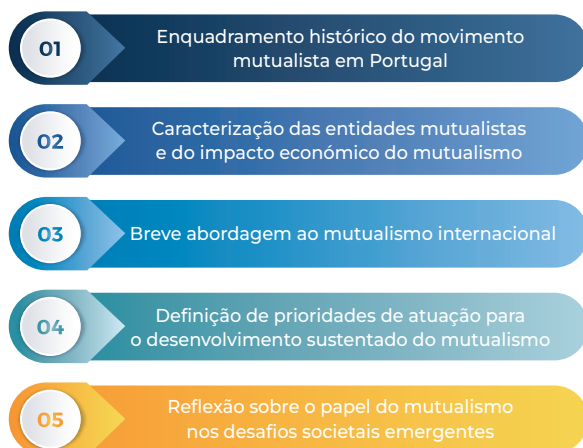 01
Enquadramento histórico do movimento
mutualista em Portugal
02
Caracterização das entidades mutualistas
e do impacto económico do mutualismo
03
Breve abordagem ao mutualismo internacional
04
Definição de prioridades de atuação para
o desenvolvimento sustentado do mutualismo
05
Reflexão sobre o papel do mutualismo
nos desafios societais emergentes